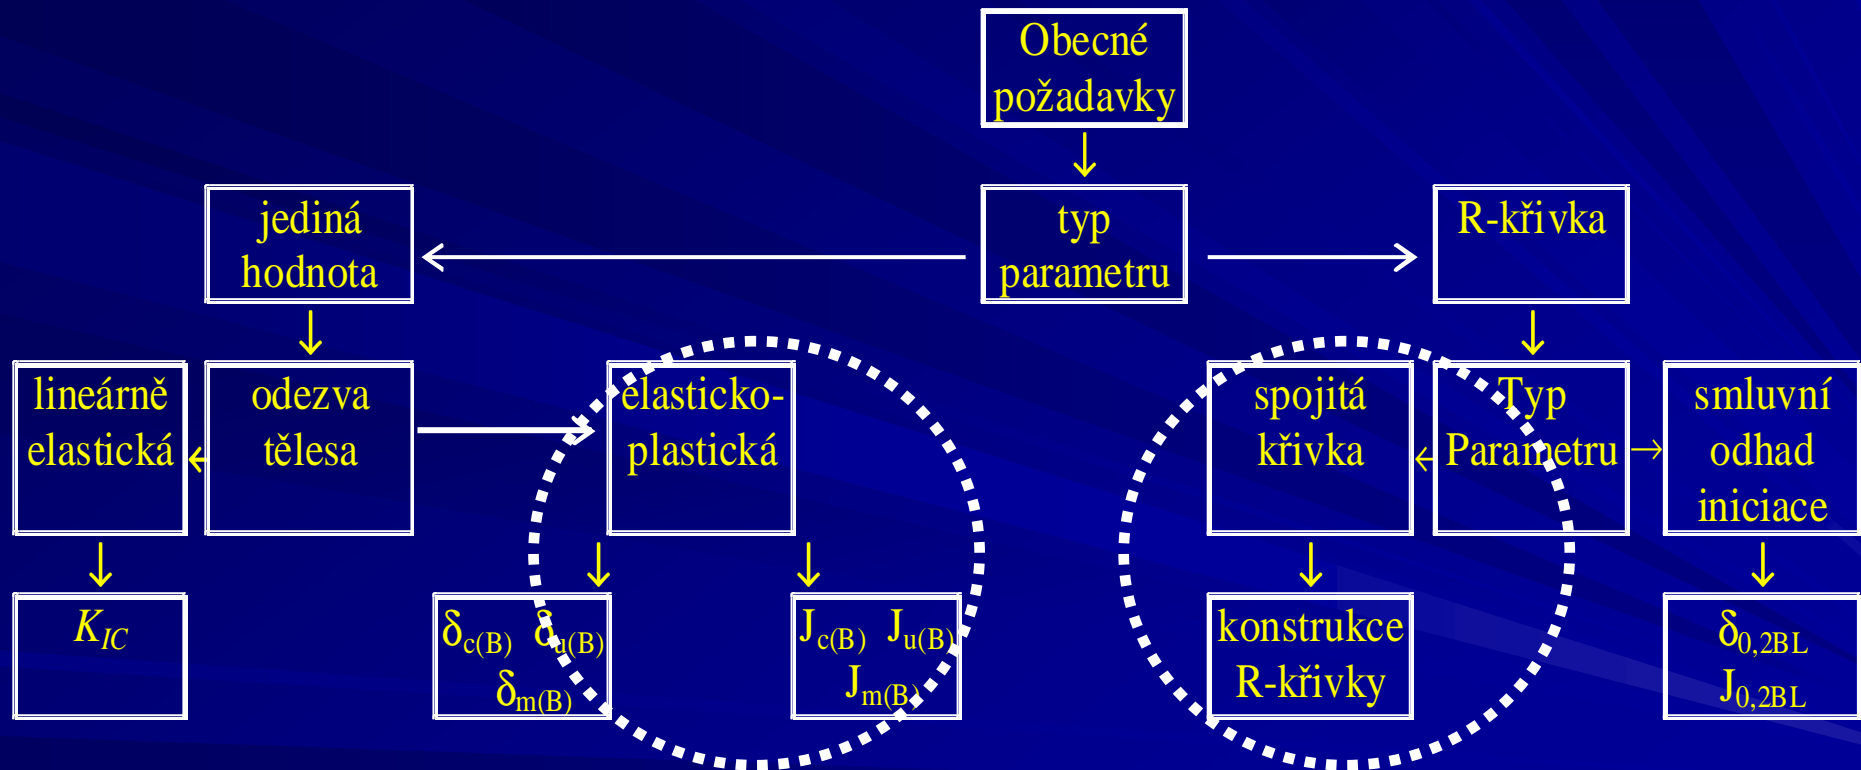 Obecné
požadavky
jediná
hodnota
typ
parametru
R-křivka
lineárně
elastická
odezva
tělesa
elasticko-
plastická
spojitá
křivka
Typ
Parametru
smluvní
odhad
iniciace
K_IC
δ_c(B) δ_u(B)
δ_m(B)
J_c(B) J_u(B)
J_m(B)
konstrukce
R-křivky
δ_0,2BL
J_0,2BL